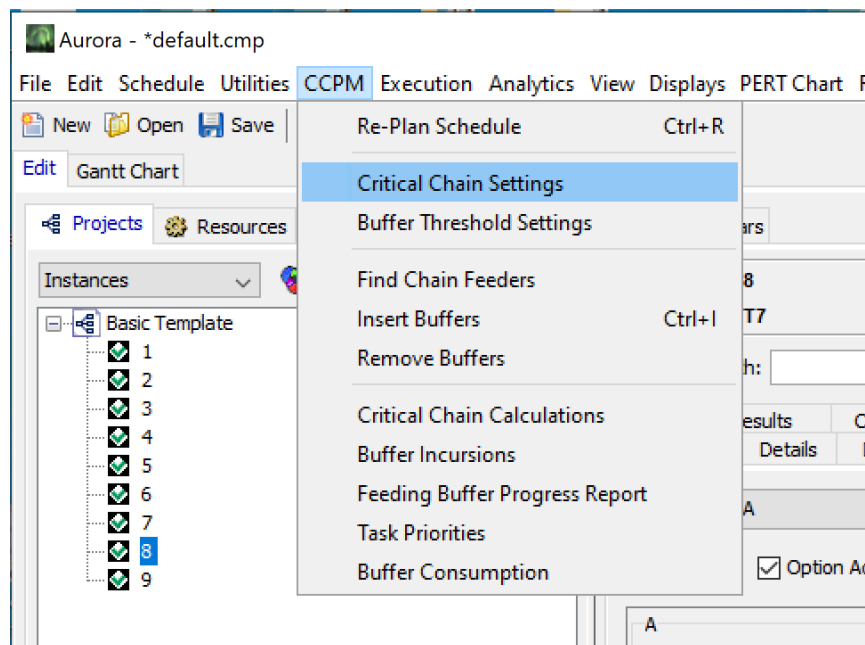 Aurora - *default.cmp
File Edit Schedule Utilities CCPM Execution Analytics View Displays PERT Chart
New Open Save
Re-Plan Schedule Ctrl+R
Edit Gantt Chart
Critical Chain Settings
Projects Resources
Buffer Threshold Settings
Instances
Find Chain Feeders
8
Basic Template
Insert Buffers Ctrl+I
T7
1
Remove Buffers
2
3
Critical Chain Calculations
4
Buffer Incursions
Details
5
Feeding Buffer Progress Report
6
A
7
Task Priorities
8
Buffer Consumption
Option
9
A